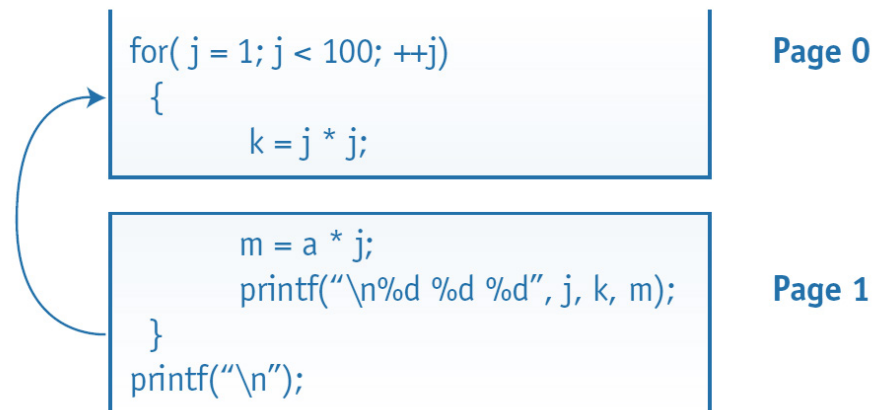 for( j = 1; j < 100; ++j) Page 0
{
k = j * j;
m = a * j;
printf(“\n%d %d %d”, j, k, m); Page 1
}
printf(“\n”);